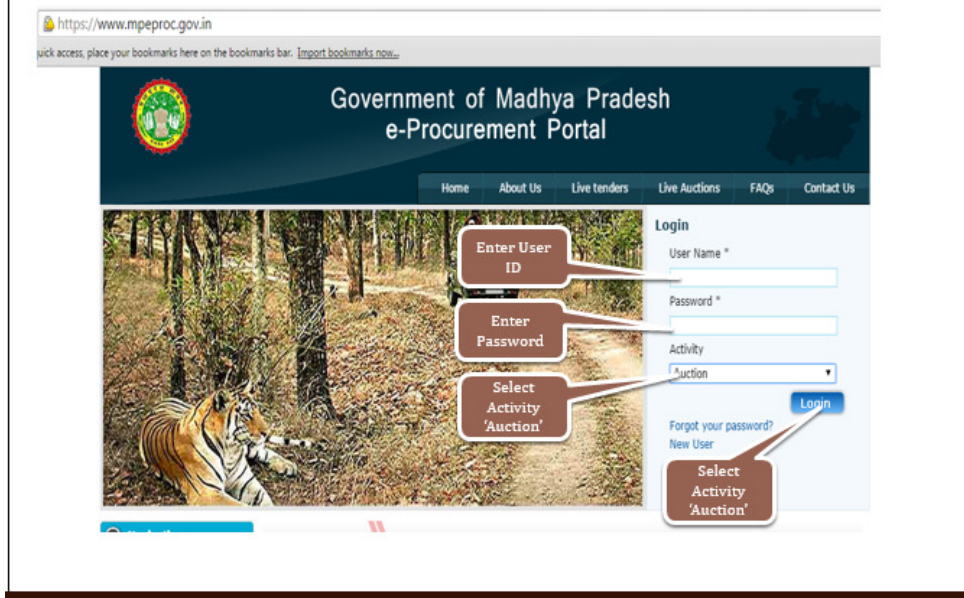 https://www.mpeproc.gov.in
uick access, place your bookmarks here on the bookmarks bar. Import bookmarks now...
Government of Madhya Pradesh
e-Procurement Portal
Home About Us Live tenders Live Auctions FAQs Contact Us
Login
User Name *
Enter User
ID
Password *
Enter
Password
Activity
Auction
Select
Activity
‘Auction’
Login
Forgot your password?
New User
Select
Activity
‘Auction’